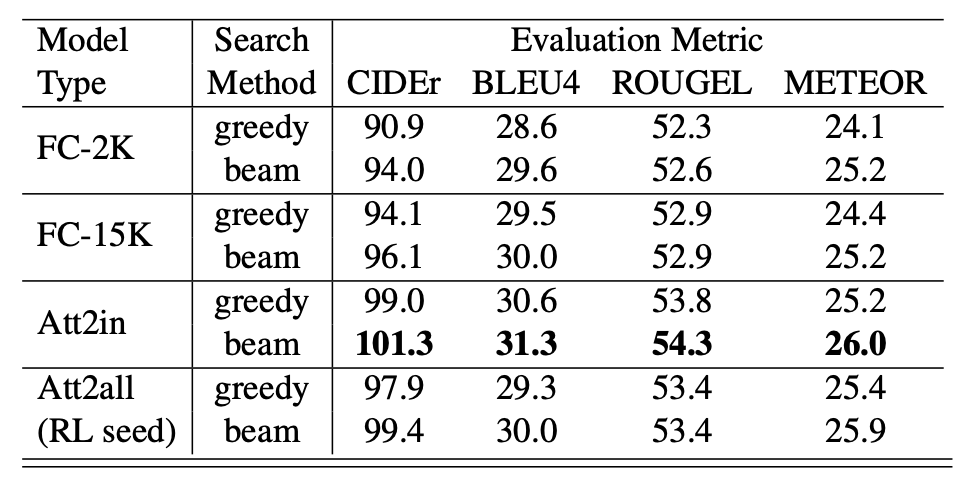 Model Search Evaluation Metric
Type Method CIDEr BLEU4 ROUGEL METEOR
FC-2K greedy 90.9 28.6 52.3 24.1
beam 94.0 29.6 52.6 25.2
FC-15K greedy 94.1 29.5 52.9 24.4
beam 96.1 30.0 52.9 25.2
Att2in greedy 99.0 30.6 53.8 25.2
beam 101.3 31.3 54.3 26.0
Att2all greedy 97.9 29.3 53.4 25.4
(RL seed) beam 99.4 30.0 53.4 25.9